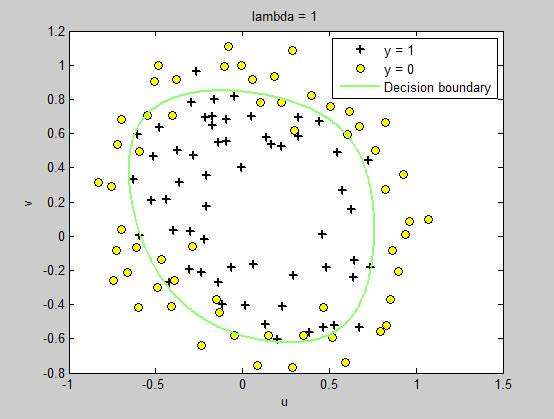 lambda = 1
y = 1
y = 0
Decision boundary
1.2
1
0.8
0.6
0.4
0.2
0
-0.2
-0.4
-0.6
-0.8
v
-1
-0.5
0
0.5
1
1.5
u